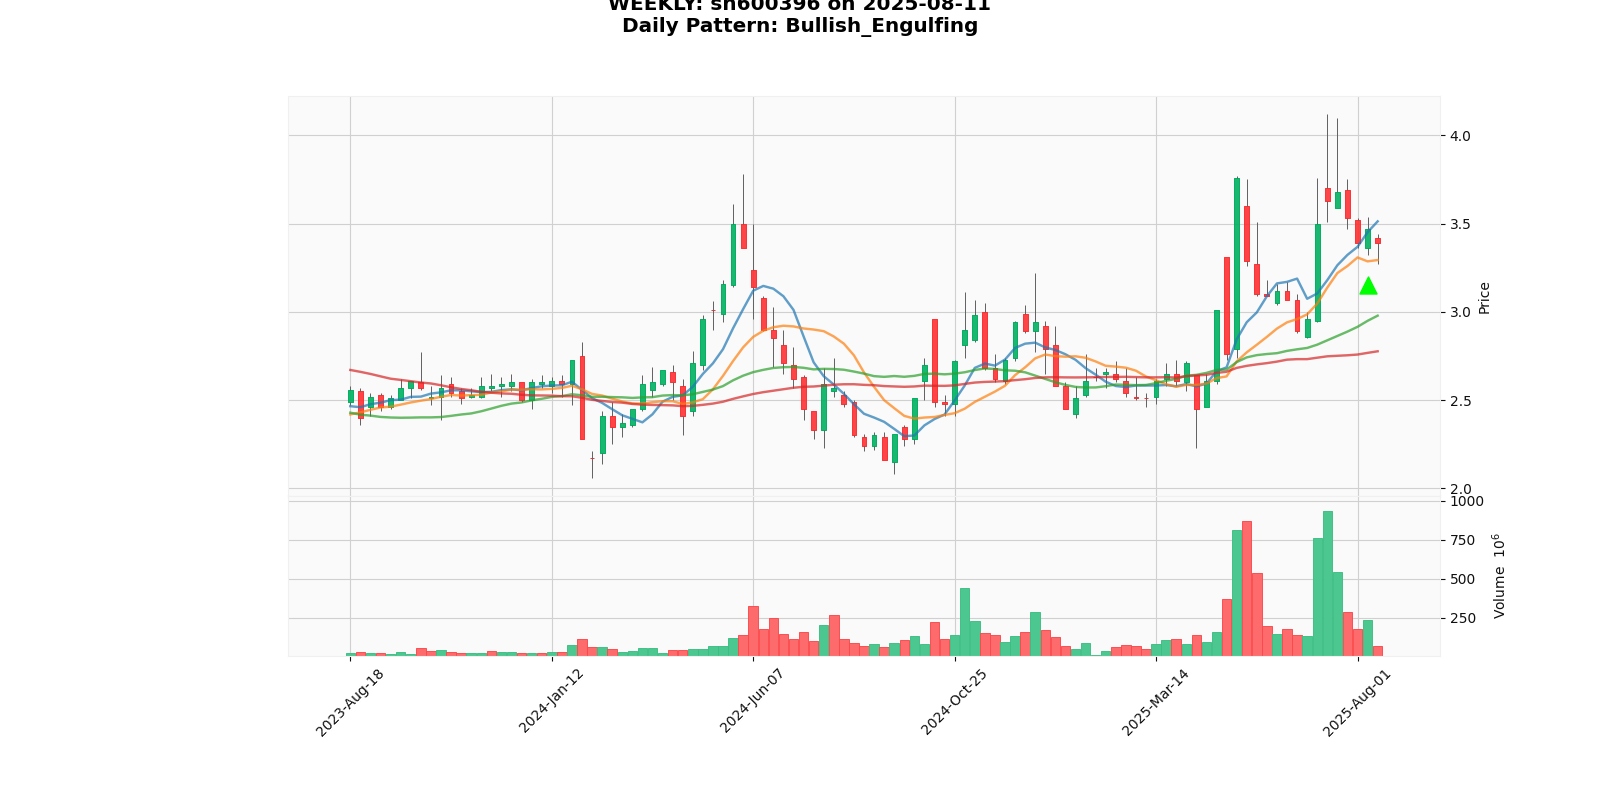 WEEKLY: sh600396 on 2025-08-11
Daily Pattern: Bullish_Engulfing
4.0
3.5
3.0
2.5
2.0
Price
1000
750
500
250
Volume 10⁶
2023-Aug-18
2024-Jan-12
2024-Jun-07
2024-Oct-25
2025-Mar-14
2025-Aug-01